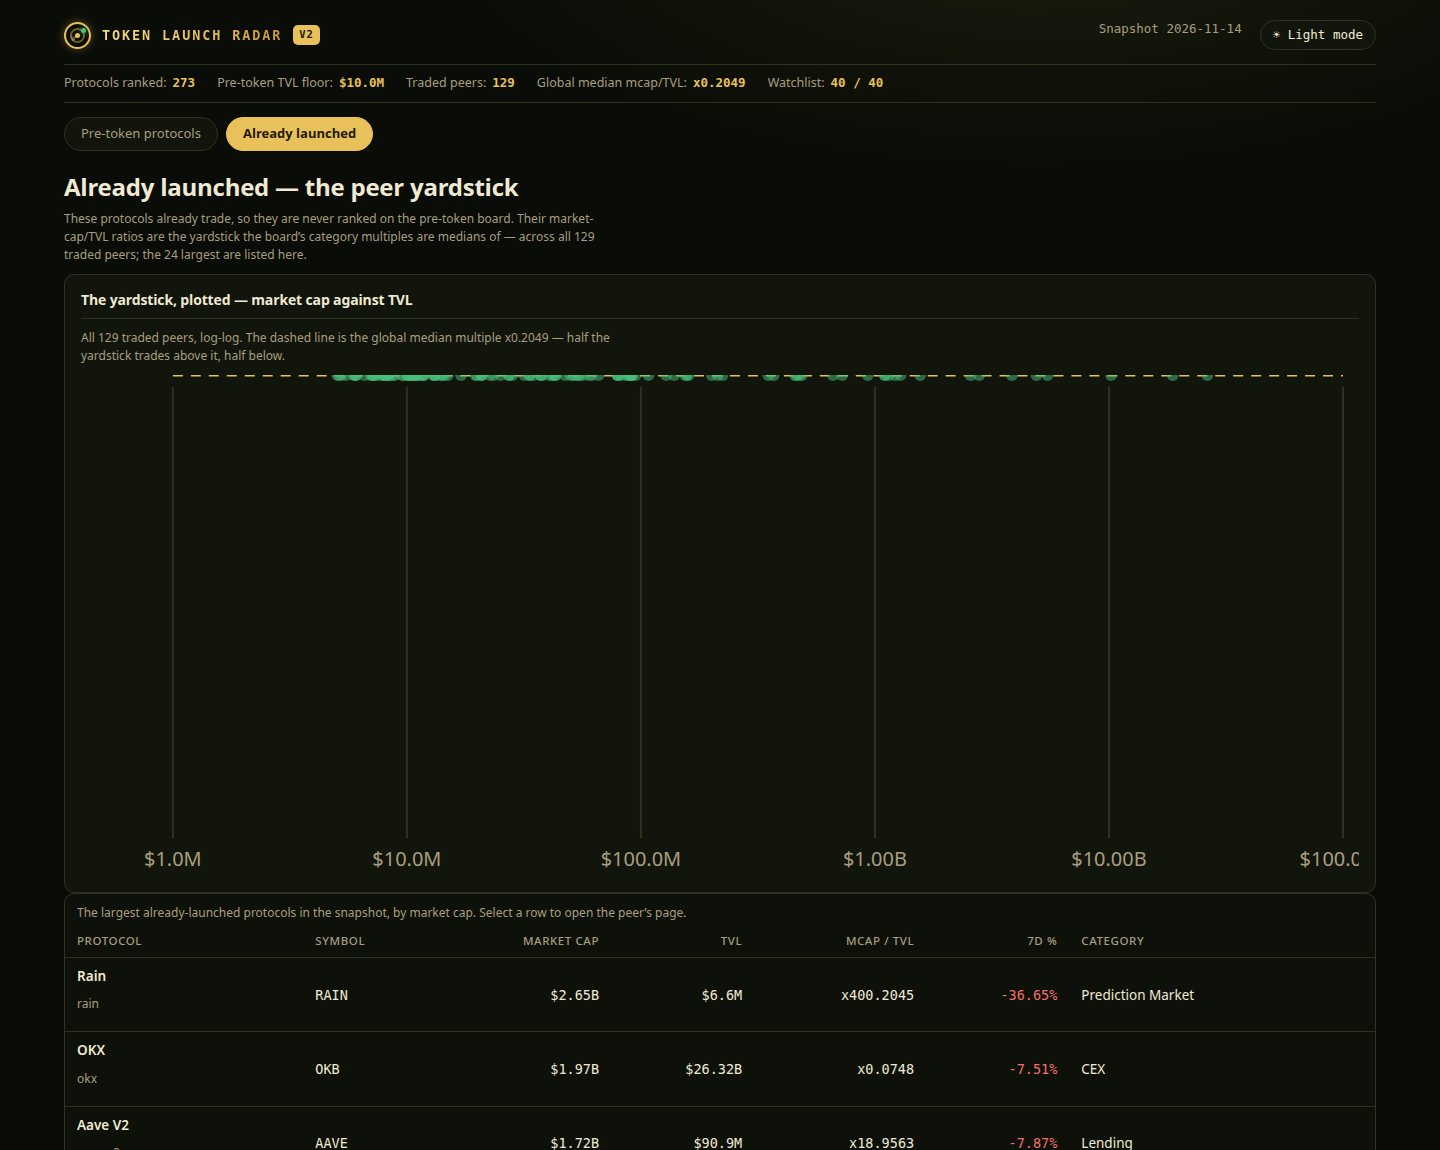 TOKEN LAUNCH RADAR V2
Snapshot 2026-11-14
☀ Light mode
Protocols ranked: 273 Pre-token TVL floor: $10.0M Traded peers: 129 Global median mcap/TVL: x0.2049 Watchlist: 40 / 40
Pre-token protocols Already launched
Already launched — the peer yardstick
These protocols already trade, so they are never ranked on the pre-token board. Their market-
cap/TVL ratios are the yardstick the board’s category multiples are medians of — across all 129
traded peers; the 24 largest are listed here.
The yardstick, plotted — market cap against TVL
All 129 traded peers, log-log. The dashed line is the global median multiple x0.2049 — half the
yardstick trades above it, half below.
$1.0M $10.0M $100.0M $1.00B $10.00B $100.0
The largest already-launched protocols in the snapshot, by market cap. Select a row to open the peer’s page.
PROTOCOL SYMBOL MARKET CAP TVL MCAP / TVL 7D % CATEGORY
Rain
rain
RAIN $2.65B $6.6M x400.2045 -36.65% Prediction Market
OKX
okx
OKB $1.97B $26.32B x0.0748 -7.51% CEX
Aave V2
AAVE $1.72B $90.9M x18.9563 -7.87% Lending